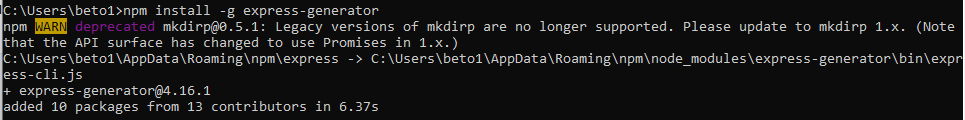 C:\Users\beto1>npm install -g express-generator
npm WARN deprecated mkdirp@0.5.1: Legacy versions of mkdirp are no longer supported. Please update to mkdirp 1.x. (Note
that the API surface has changed to use Promises in 1.x.)
C:\Users\beto1\AppData\Roaming\npm\express -> C:\Users\beto1\AppData\Roaming\npm\node_modules\express-generator\bin\expr
ess-cli.js
+ express-generator@4.16.1
added 10 packages from 13 contributors in 6.37s